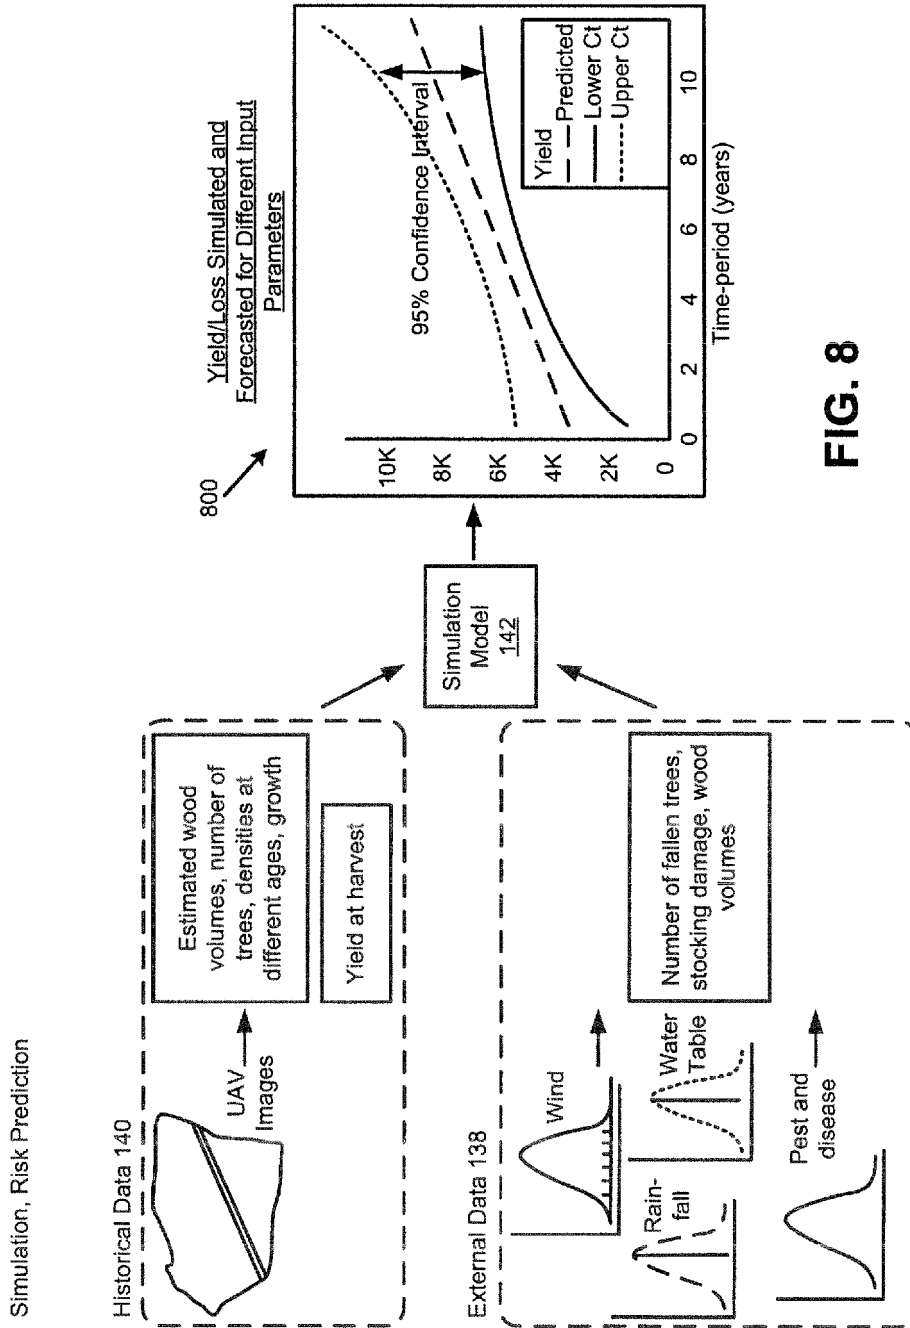 Simulation, Risk Prediction
Historical Data 140
UAV
Images
Estimated wood
volumes, number of
trees, densities at
different ages, growth
Yield at harvest
External Data 138
Wind
Rain-
fall
Water
Table
Pest and
disease
Number of fallen trees,
stocking damage, wood
volumes
Simulation
Model
142
800
Yield/Loss Simulated and
Forecasted for Different Input
Parameters
10K
8K
6K
4K
2K
0
95% Confidence Interval
Yield
Predicted
Lower Ct
Upper Ct
0 2 4 6 8 10
Time-period (years)
FIG. 8